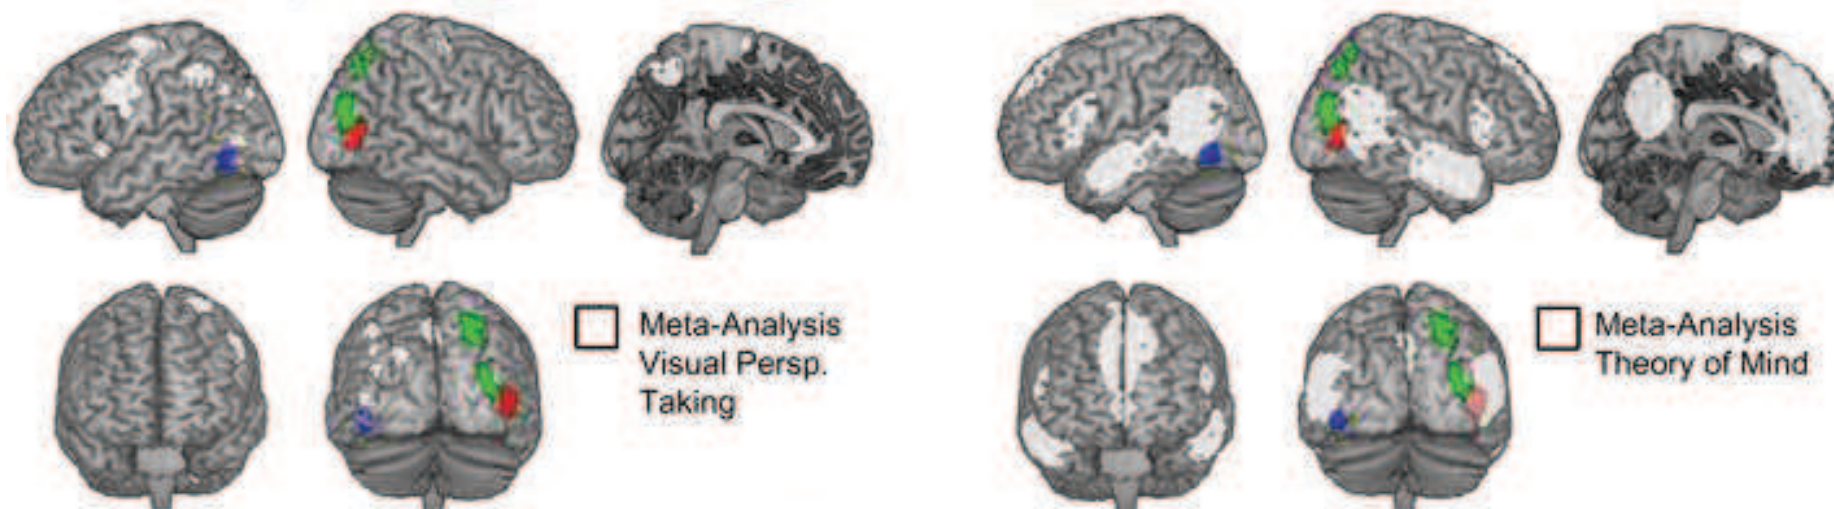 Meta-Analysis
Visual Persp.
Taking
Meta-Analysis
Theory of Mind